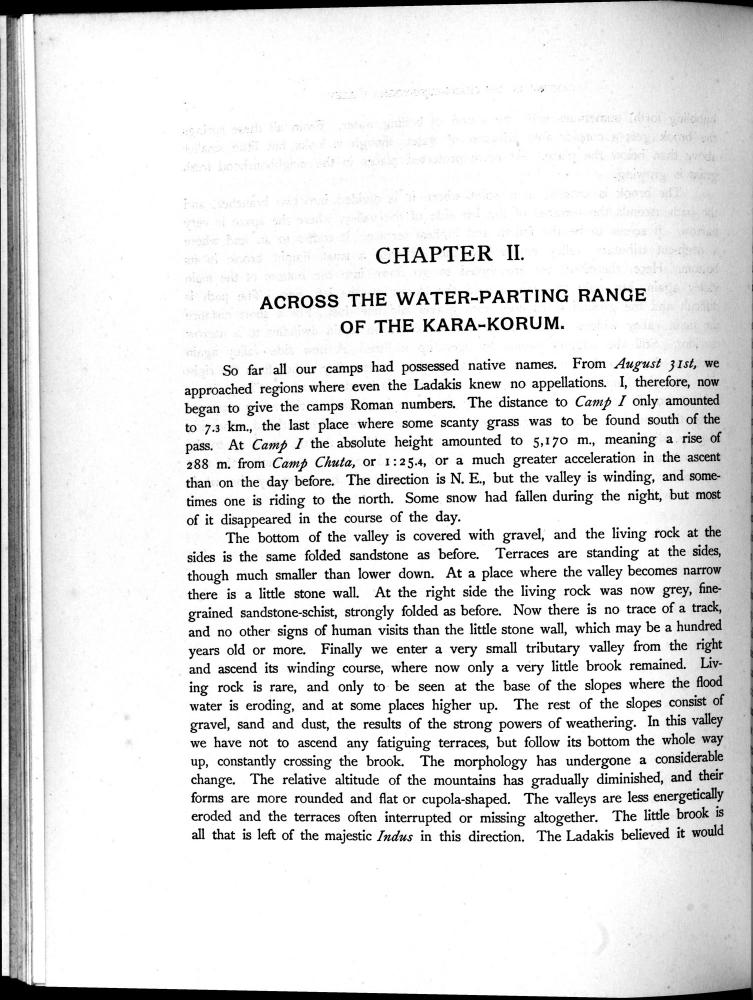 CHAPTER II.
ACROSS THE WATER-PARTING RANGE
OF THE KARA-KORUM.
So far all our camps had possessed native names. From August 31st, we
approached regions where even the Ladakis knew no appellations. I, therefore, now
began to give the camps Roman numbers. The distance to Camp I only amounted
to 7.3 km., the last place where some scanty grass was to be found south of the
pass. At Camp I the absolute height amounted to 5,170 m., meaning a rise of
288 m. from Camp Chuta, or 1:25.4, or a much greater acceleration in the ascent
than on the day before. The direction is N. E., but the valley is winding, and some-
times one is riding to the north. Some snow had fallen during the night, but most
of it disappeared in the course of the day.
The bottom of the valley is covered with gravel, and the living rock at the
sides is the same folded sandstone as before. Terraces are standing at the sides,
though much smaller than lower down. At a place where the valley becomes narrow
there is a little stone wall. At the right side the living rock was now grey, fine-
grained sandstone-schist, strongly folded as before. Now there is no trace of a track,
and no other signs of human visits than the little stone wall, which may be a hundred
years old or more. Finally we enter a very small tributary valley from the right
and ascend its winding course, where now only a very little brook remained. Liv-
ing rock is rare, and only to be seen at the base of the slopes where the flood
water is eroding, and at some places higher up. The rest of the slopes consist of
gravel, sand and dust, the results of the strong powers of weathering. In this valley
we have not to ascend any fatiguing terraces, but follow its bottom the whole way
up, constantly crossing the brook. The morphology has undergone a considerable
change. The relative altitude of the mountains has gradually diminished, and their
forms are more rounded and flat or cupola-shaped. The valleys are less energetically
eroded and the terraces often interrupted or missing altogether. The little brook is
all that is left of the majestic Indus in this direction. The Ladakis believed it would